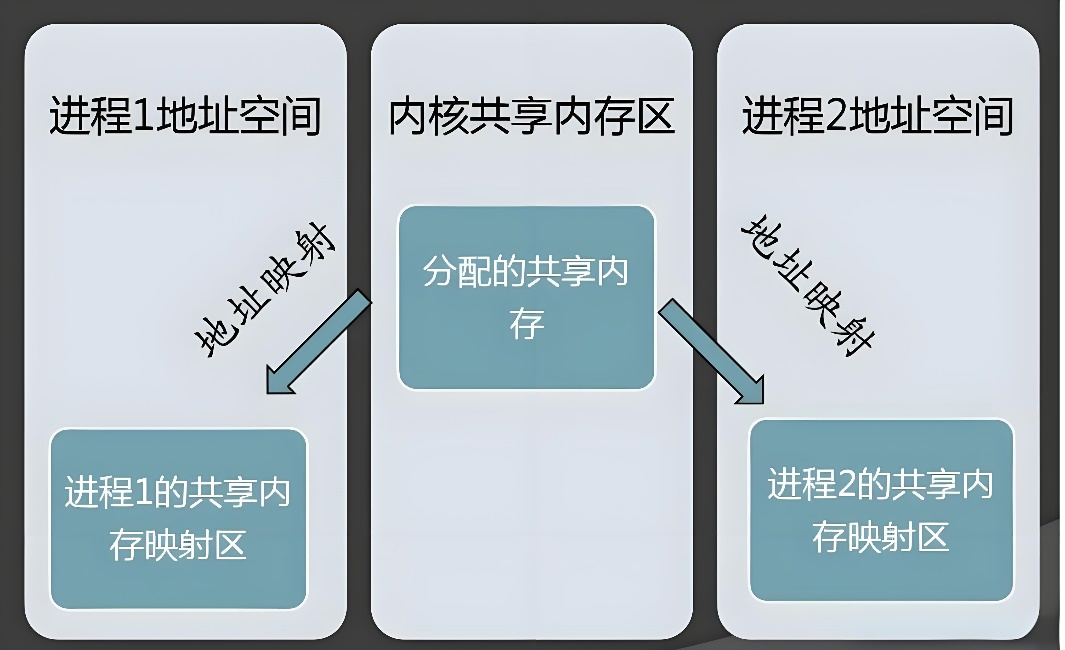 进程1地址空间
内核共享内存区
进程2地址空间
地址映射
分配的共享内
存
地址映射
进程1的共享内
存映射区
进程2的共享内
存映射区